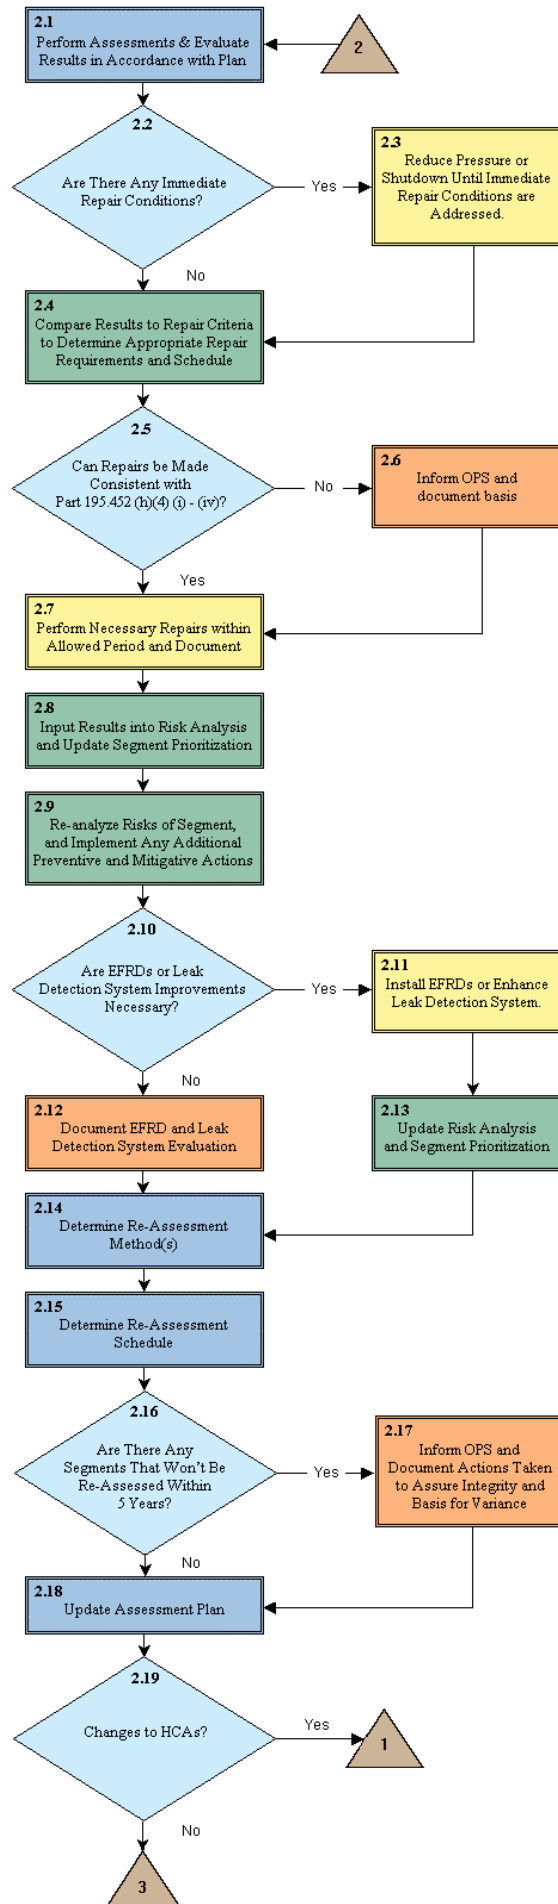 2.1
Perform Assessments & Evaluate
Results in Accordance with Plan
2
2.2
Are There Any Immediate
Repair Conditions?
Yes
2.3
Reduce Pressure or
Shutdown Until Immediate
Repair Conditions are
Addressed.
No
2.4
Compare Results to Repair Criteria
to Determine Appropriate Repair
Requirements and Schedule
2.5
Can Repairs be Made
Consistent with
Part 195.452 (h)(4) (i) - (iv)?
No
2.6
Inform OPS and
document basis
Yes
2.7
Perform Necessary Repairs within
Allowed Period and Document
2.8
Input Results into Risk Analysis
and Update Segment Prioritization
2.9
Re-analyze Risks of Segment,
and Implement Any Additional
Preventive and Mitigative Actions
2.10
Are EFRDs or Leak
Detection System Improvements
Necessary?
Yes
2.11
Install EFRDs or Enhance
Leak Detection System.
No
2.12
Document EFRD and Leak
Detection System Evaluation
2.13
Update Risk Analysis
and Segment Prioritization
2.14
Determine Re-Assessment
Method(s)
2.15
Determine Re-Assessment
Schedule
2.16
Are There Any
Segments That Won't Be
Re-Assessed Within
5 Years?
Yes
2.17
Inform OPS and
Document Actions Taken
to Assure Integrity and
Basis for Variance
No
2.18
Update Assessment Plan
2.19
Changes to HCAs?
Yes
1
No
3